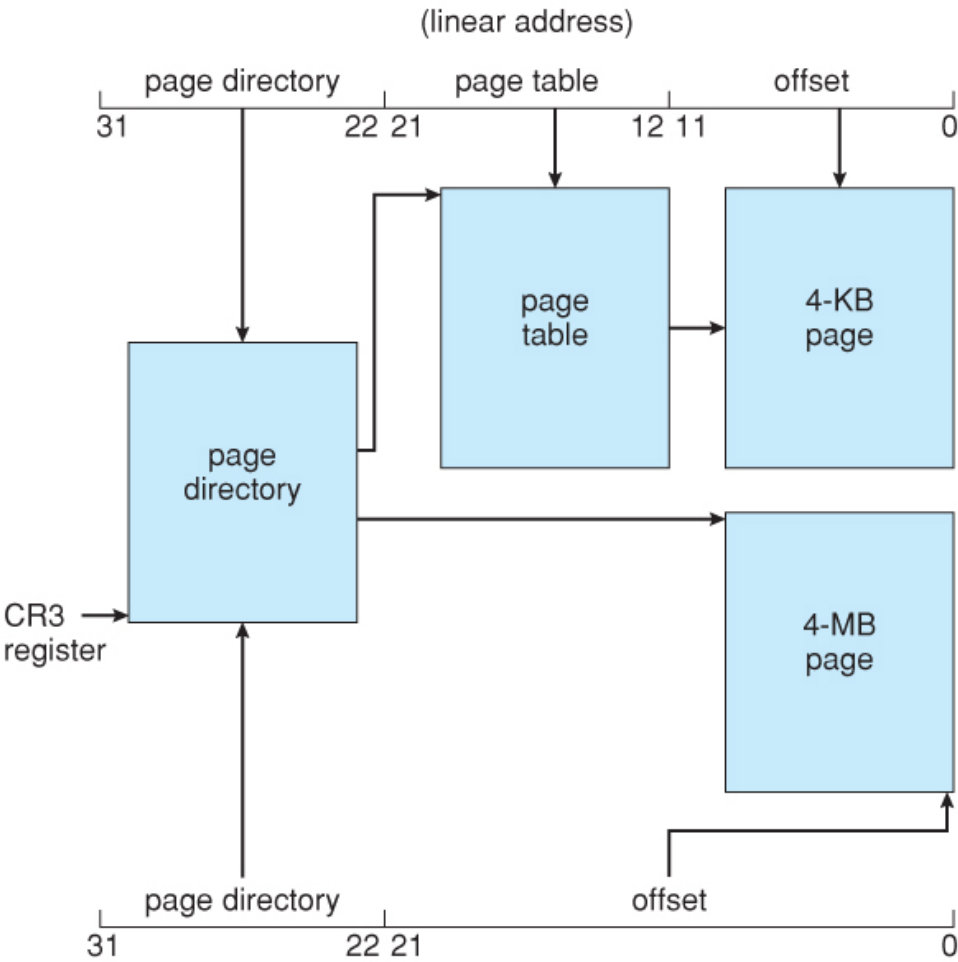 (linear address)
page directory page table offset
31 22 21 12 11 0
page
table
4-KB
page
page
directory
CR3
register
4-MB
page
page directory offset
31 22 21 0